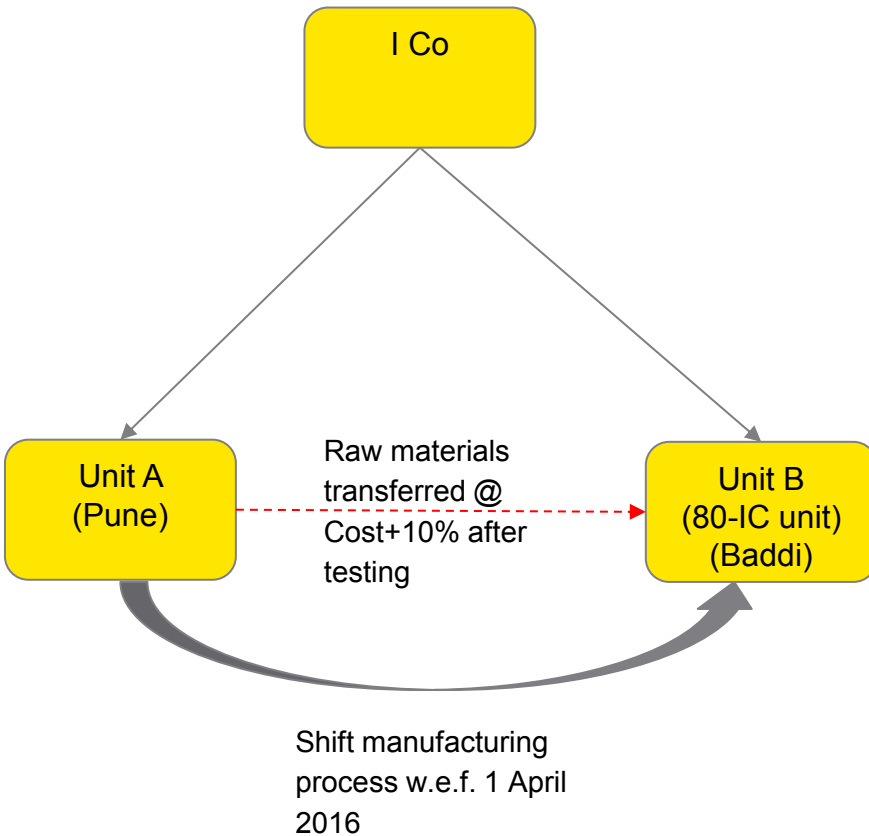 I Co
Unit A
(Pune)
Raw materials
transferred @
Cost+10% after
testing
Unit B
(80-IC unit)
(Baddi)
Shift manufacturing
process w.e.f. 1 April
2016